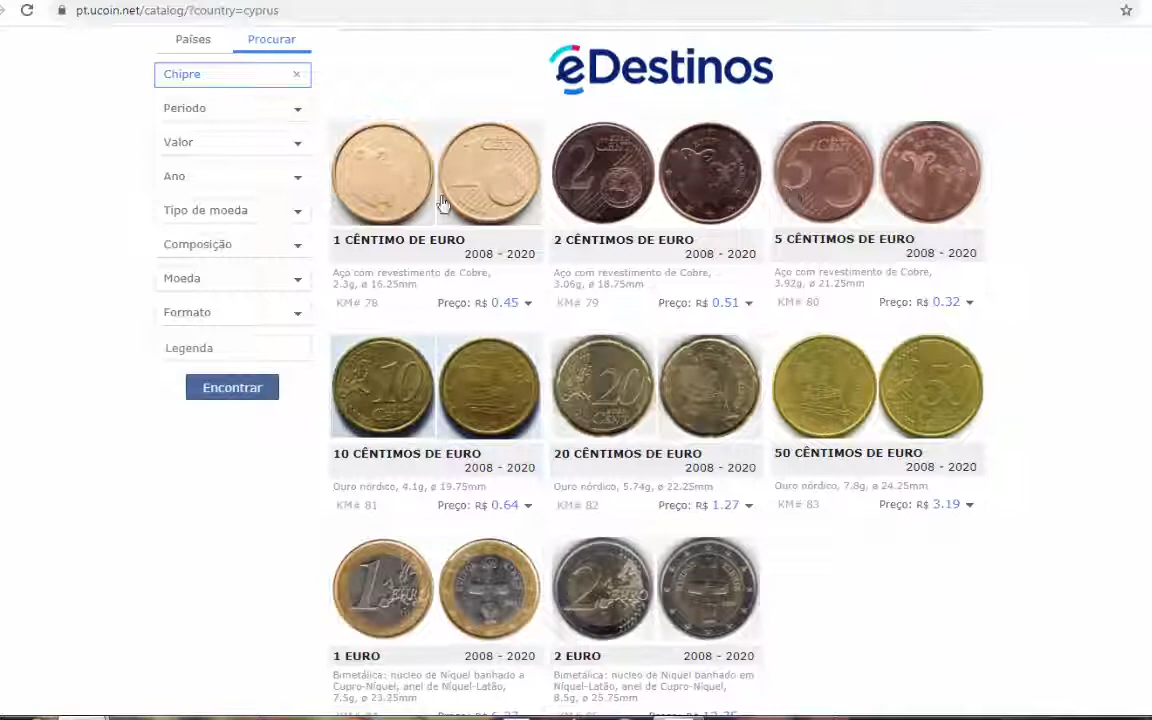 pt.ucoin.net/catalog/?country=cyprus
Países
Procurar
Chipre
×
Periodo
Valor
Ano
Tipo de moeda
Composição
Moeda
Formato
Legenda
Encontrar
eDestinos
1 CÊNTIMO DE EURO
2008 - 2020
Aço com revestimento de Cobre,
2.3g, ø 16.25mm
KM# 78
Preço: R$ 0.45
2 CÊNTIMOS DE EURO
2008 - 2020
Aço com revestimento de Cobre,
3.06g, ø 18.75mm
KM# 79
Preço: R$ 0.51
5 CÊNTIMOS DE EURO
2008 - 2020
Aço com revestimento de Cobre,
3.92g, ø 21.25mm
KM# 80
Preço: R$ 0.32
10 CÊNTIMOS DE EURO
2008 - 2020
Ouro nórdico, 4.1g, ø 19.75mm
KM# 81
Preço: R$ 0.64
20 CÊNTIMOS DE EURO
2008 - 2020
Ouro nórdico, 5.74g, ø 22.25mm
KM# 82
Preço: R$ 1.27
50 CÊNTIMOS DE EURO
2008 - 2020
Ouro nórdico, 7.8g, ø 24.25mm
KM# 83
Preço: R$ 3.19
1 EURO
2008 - 2020
Bimetálica: nucleo de Níquel banhado a
Cupro-Níquel, anel de Níquel-Latão,
7.5g, ø 23.25mm
2 EURO
2008 - 2020
Bimetálica: nucleo de Níquel banhado em
Níquel-Latão, anel de Cupro-Níquel,
8.5g, ø 25.75mm